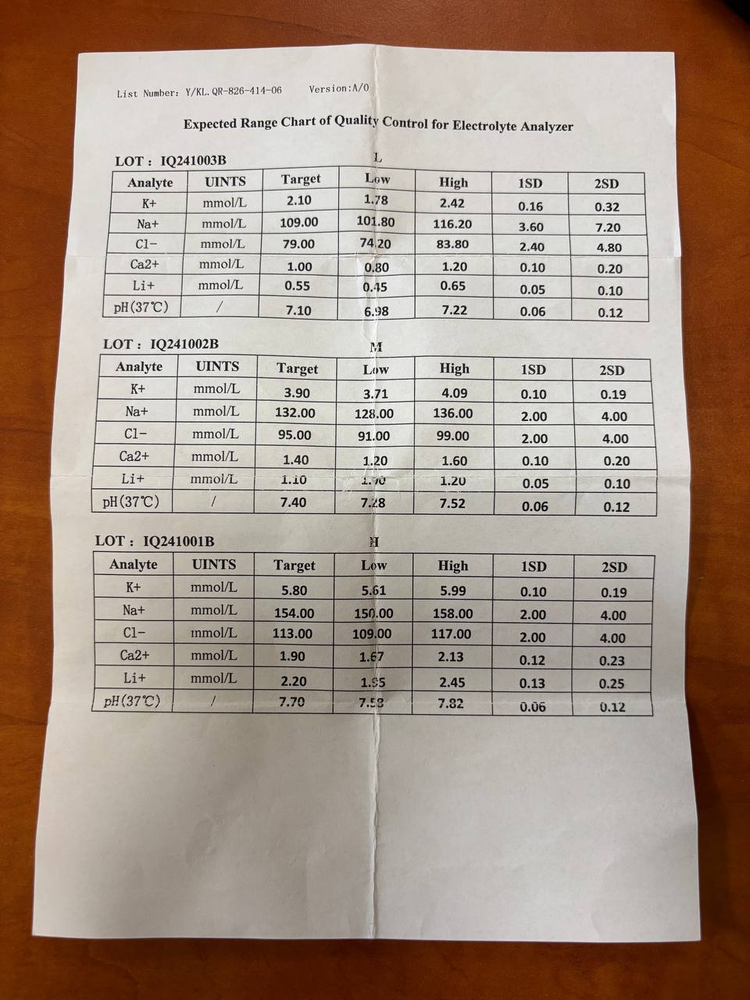 List Number: Y/KL.QR-826-414-06 Version:A/0
Expected Range Chart of Quality Control for Electrolyte Analyzer
LOT : IQ241003B L
Analyte UINTS Target Low High 1SD 2SD
K+ mmol/L 2.10 1.78 2.42 0.16 0.32
Na+ mmol/L 109.00 101.80 116.20 3.60 7.20
Cl- mmol/L 79.00 74.20 83.80 2.40 4.80
Ca2+ mmol/L 1.00 0.80 1.20 0.10 0.20
Li+ mmol/L 0.55 0.45 0.65 0.05 0.10
pH(37℃) / 7.10 6.98 7.22 0.06 0.12
LOT : IQ241002B M
Analyte UINTS Target Low High 1SD 2SD
K+ mmol/L 3.90 3.71 4.09 0.10 0.19
Na+ mmol/L 132.00 128.00 136.00 2.00 4.00
Cl- mmol/L 95.00 91.00 99.00 2.00 4.00
Ca2+ mmol/L 1.40 1.20 1.60 0.10 0.20
Li+ mmol/L 1.10 1.20 0.05 0.10
pH(37℃) / 7.40 7.28 7.52 0.06 0.12
LOT : IQ241001B H
Analyte UINTS Target Low High 1SD 2SD
K+ mmol/L 5.80 5.61 5.99 0.10 0.19
Na+ mmol/L 154.00 150.00 158.00 2.00 4.00
Cl- mmol/L 113.00 109.00 117.00 2.00 4.00
Ca2+ mmol/L 1.90 1.67 2.13 0.12 0.23
Li+ mmol/L 2.20 1.95 2.45 0.13 0.25
pH(37℃) / 7.70 7.58 7.82 0.06 0.12